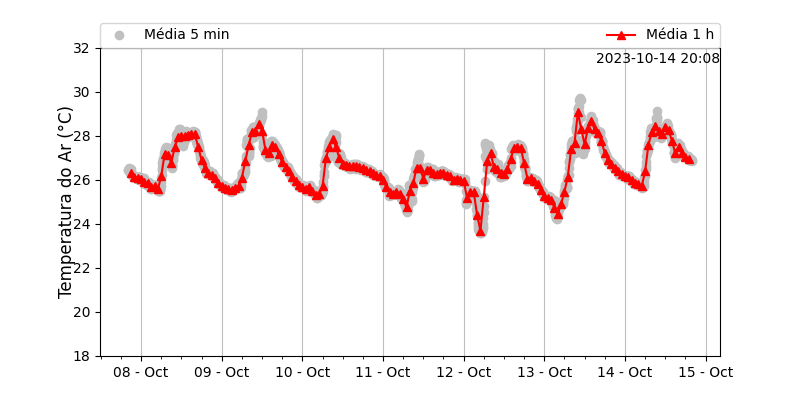 Média 5 min
Média 1 h
2023-10-14 20:08
Temperatura do Ar (°C)
32
30
28
26
24
22
20
18
08 - Oct
09 - Oct
10 - Oct
11 - Oct
12 - Oct
13 - Oct
14 - Oct
15 - Oct